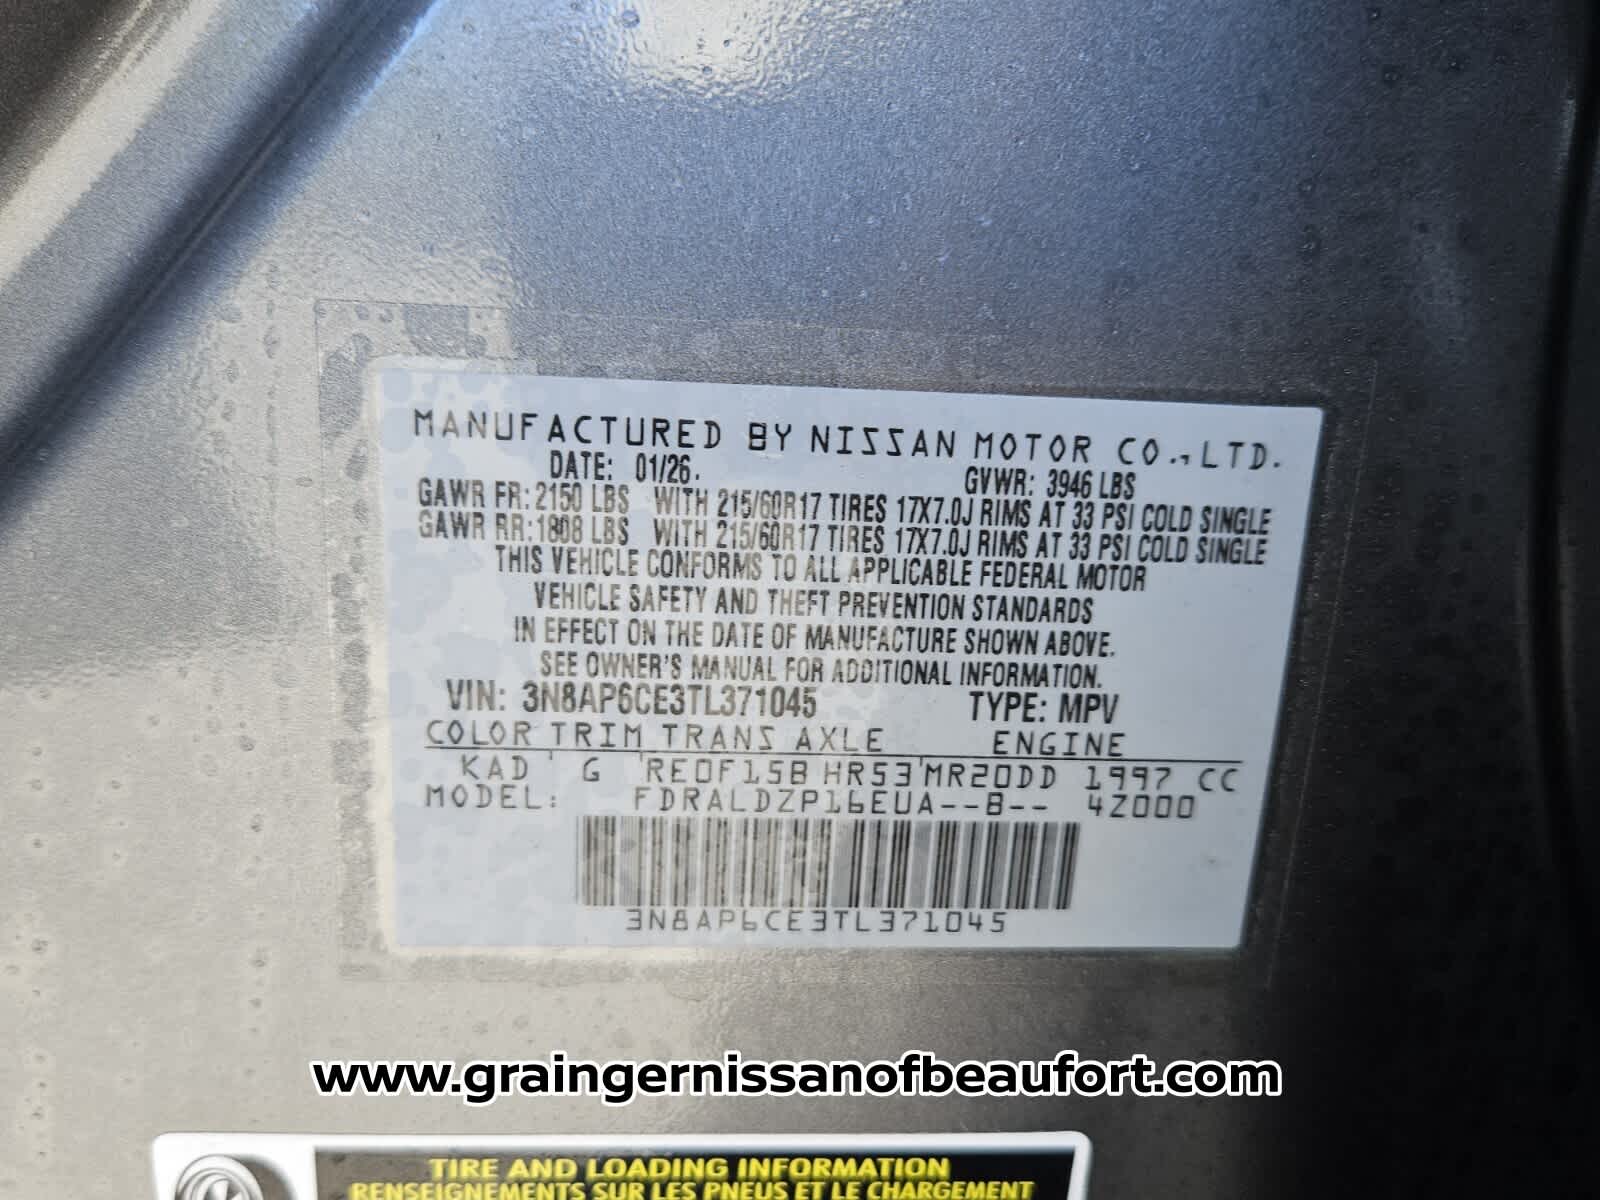 MANUFACTURED BY NISSAN MOTOR CO.,LTD.
DATE: 01/26. GVWR: 3946 LBS
GAWR FR: 2150 LBS WITH 215/60R17 TIRES 17X7.0J RIMS AT 33 PSI COLD SINGLE
GAWR RR: 1808 LBS WITH 215/60R17 TIRES 17X7.0J RIMS AT 33 PSI COLD SINGLE
THIS VEHICLE CONFORMS TO ALL APPLICABLE FEDERAL MOTOR
VEHICLE SAFETY AND THEFT PREVENTION STANDARDS
IN EFFECT ON THE DATE OF MANUFACTURE SHOWN ABOVE.
SEE OWNER'S MANUAL FOR ADDITIONAL INFORMATION.
VIN: 3N8AP6CE3TL371045 TYPE: MPV
COLOR TRIM TRANS AXLE ENGINE
KAD G RE0F15B HR53 MR20DD 1997 CC
MODEL: FDRALDZP16EUA--B-- 4Z000
3N8AP6CE3TL371045
www.graingernissanofbeaufort.com
TIRE AND LOADING INFORMATION
RENSEIGNEMENTS SUR LES PNEUS ET LE CHARGEMENT